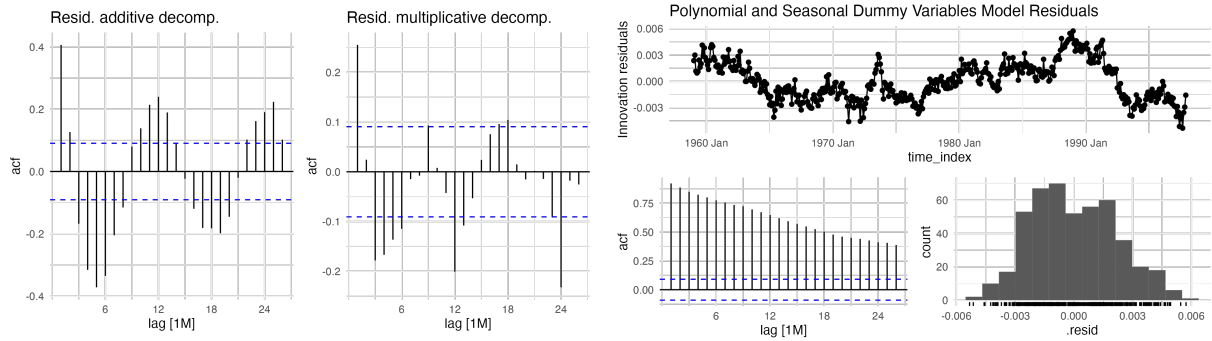 Resid. additive decomp.
0.4
0.2
0.0
-0.2
-0.4
acf
6
12
18
24
lag [1M]
Resid. multiplicative decomp.
0.2
0.1
0.0
-0.1
-0.2
acf
6
12
18
24
lag [1M]
Polynomial and Seasonal Dummy Variables Model Residuals
Innovation residuals
0.006
0.003
0.000
-0.003
1960 Jan
1970 Jan
1980 Jan
1990 Jan
time_index
acf
0.75
0.50
0.25
0.00
6
12
18
24
lag [1M]
count
60
40
20
0
-0.006
-0.003
0.000
0.003
0.006
.resid